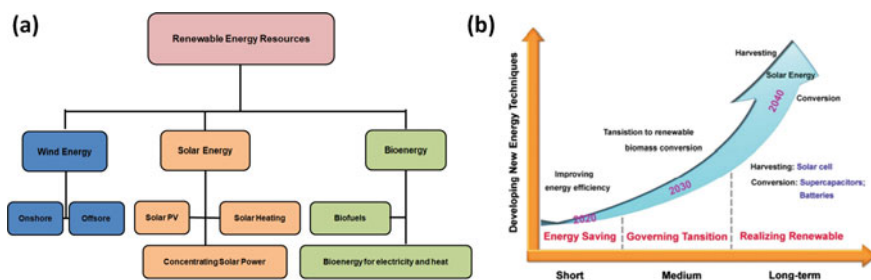 (a)
Renewable Energy Resources
Wind Energy
Solar Energy
Bioenergy
Onshore
Offsore
Solar PV
Solar Heating
Biofuels
Concentrating Solar Power
Bioenergy for electricity and heat
(b)
Developing New Energy Techniques
Harvesting
Solar Energy
Conversion
2040
Tansistion to renewable
biomass conversion
Improving
energy efficiency
2030
2020
Harvesting: Solar cell
Conversion: Supercapacitors;
Batteries
Energy Saving
Governing Tansition
Realizing Renewable
Short
Medium
Long-term